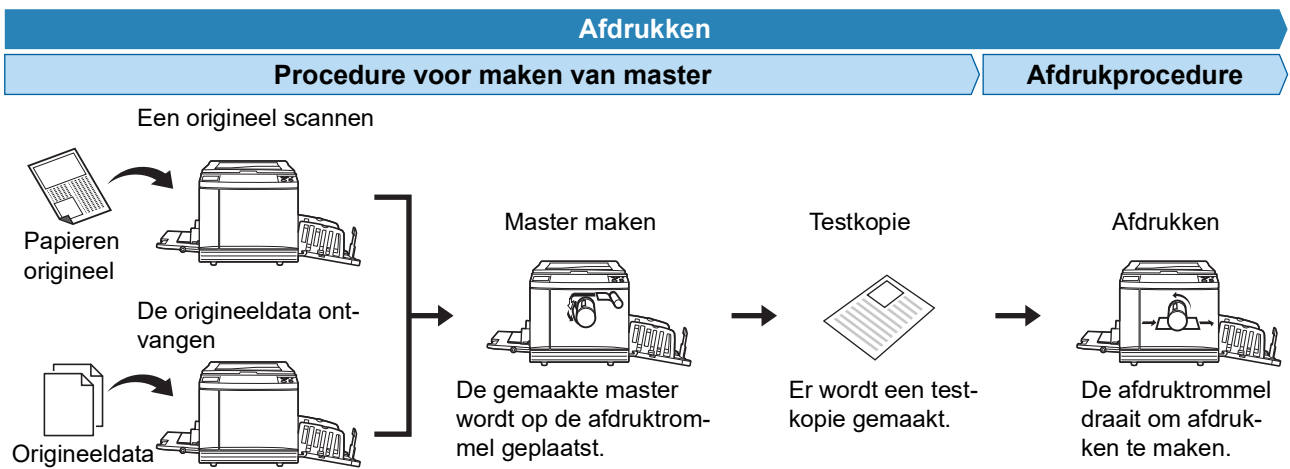 Afdrukken
Procedure voor maken van master
Afdrukprocedure
Een origineel scannen
Papieren
origineel
De origineeldata ont-
vangen
Origineeldata
Master maken
De gemaakte master
wordt op de afdruktrom-
mel geplaatst.
Testkopie
Er wordt een test-
kopie gemaakt.
Afdrukken
De afdruktrommel
draait om afdruk-
ken te maken.